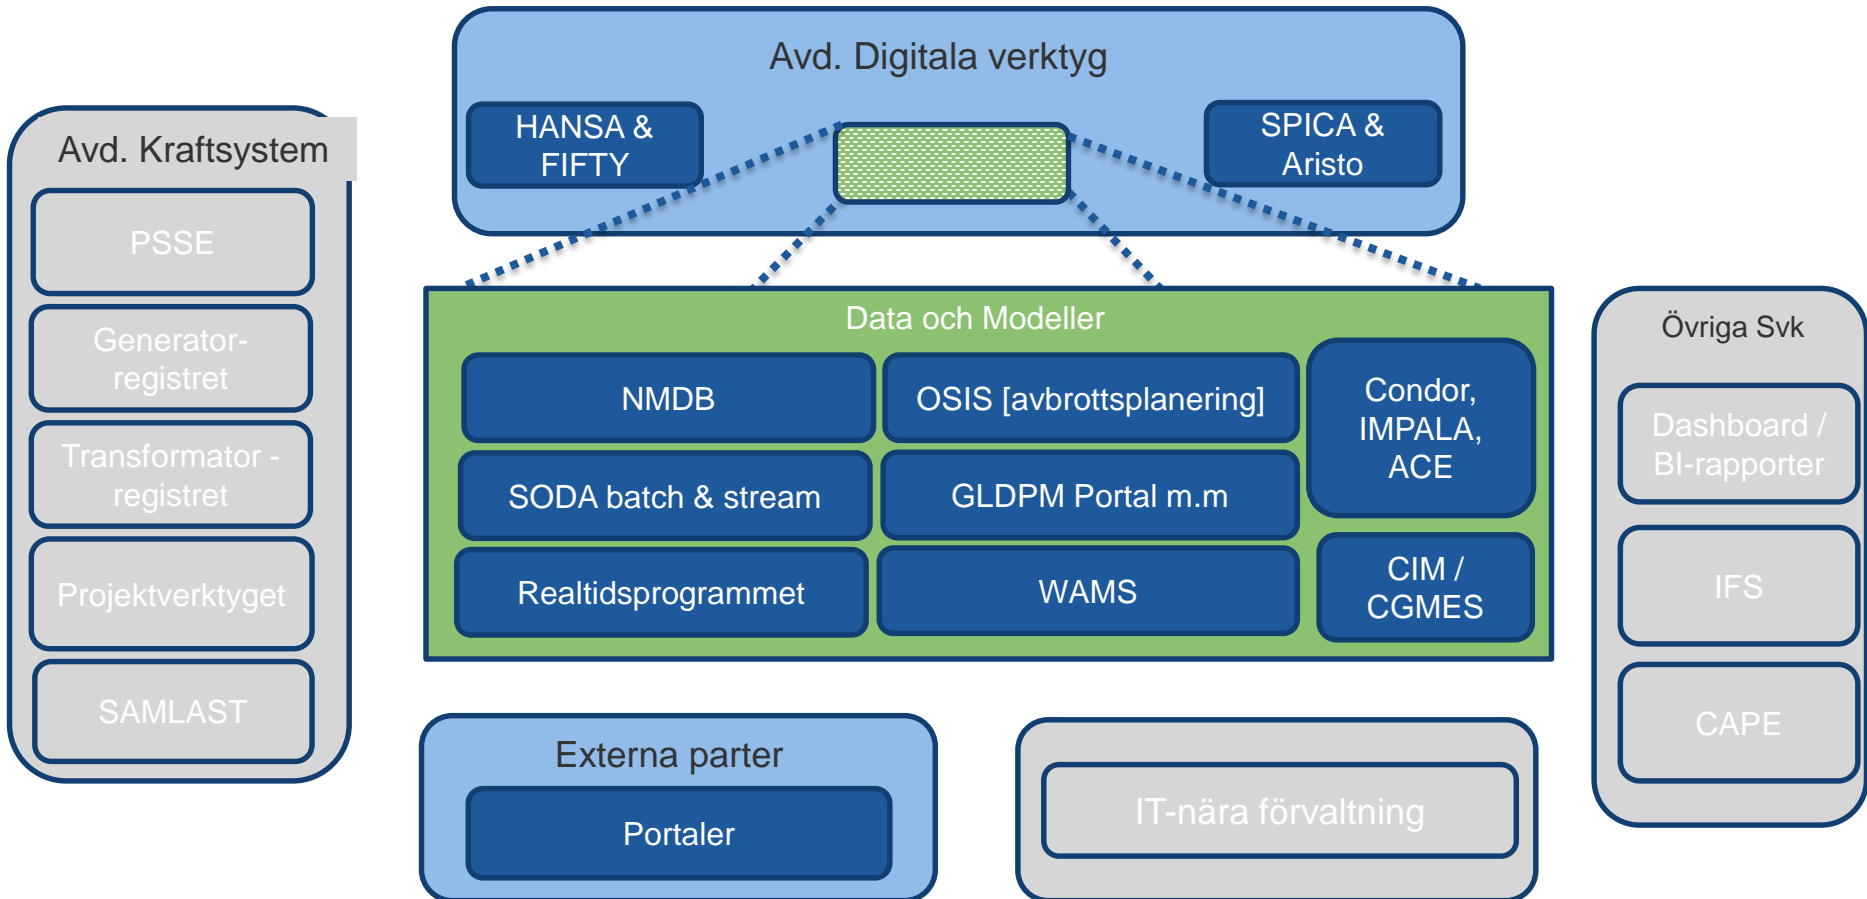 Avd. Digitala verktyg
HANSA &
FIFTY
SPICA &
Aristo
Avd. Kraftsystem
PSSE
Generator-
registret
Transformator -
registret
Projektverktyget
SAMLAST
Data och Modeller
NMDB
OSIS [avbrottsplanering]
Condor,
IMPALA,
ACE
SODA batch & stream
GLDPM Portal m.m
Realtidsprogrammet
WAMS
CIM /
CGMES
Övriga Svk
Dashboard /
BI-rapporter
IFS
CAPE
Externa parter
Portaler
IT-nära förvaltning